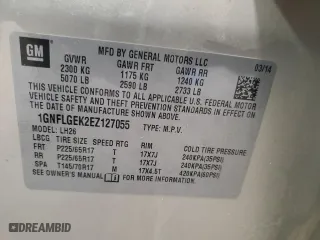 GM
MFD BY GENERAL MOTORS LLC
03/14
GVWR GAWR FRT GAWR RR
2300 KG 1175 KG 1240 KG
5070 LB 2590 LB 2733 LB
THIS VEHICLE CONFORMS TO ALL APPLICABLE U.S. FEDERAL
MOTOR VEHICLE SAFETY AND THEFT PREVENTION STANDARDS
IN EFFECT ON THE DATE OF MANUFACTURE SHOWN ABOVE.
1GNFLGEK2EZ127055 TYPE: M.P.V.
MODEL: LH26
LBCG TIRE SIZE SPEED RTG RIM COLD TIRE PRESSURE
FRT P225/65R17 T 17X7J 240KPA(35PSI)
RR P225/65R17 T 17X7J 240KPA(35PSI)
SPA T145/70R17 M 17X4.5T 420KPA(60PSI)
SEE OWNER'S MANUAL
GM
AUTOBIDMASTER